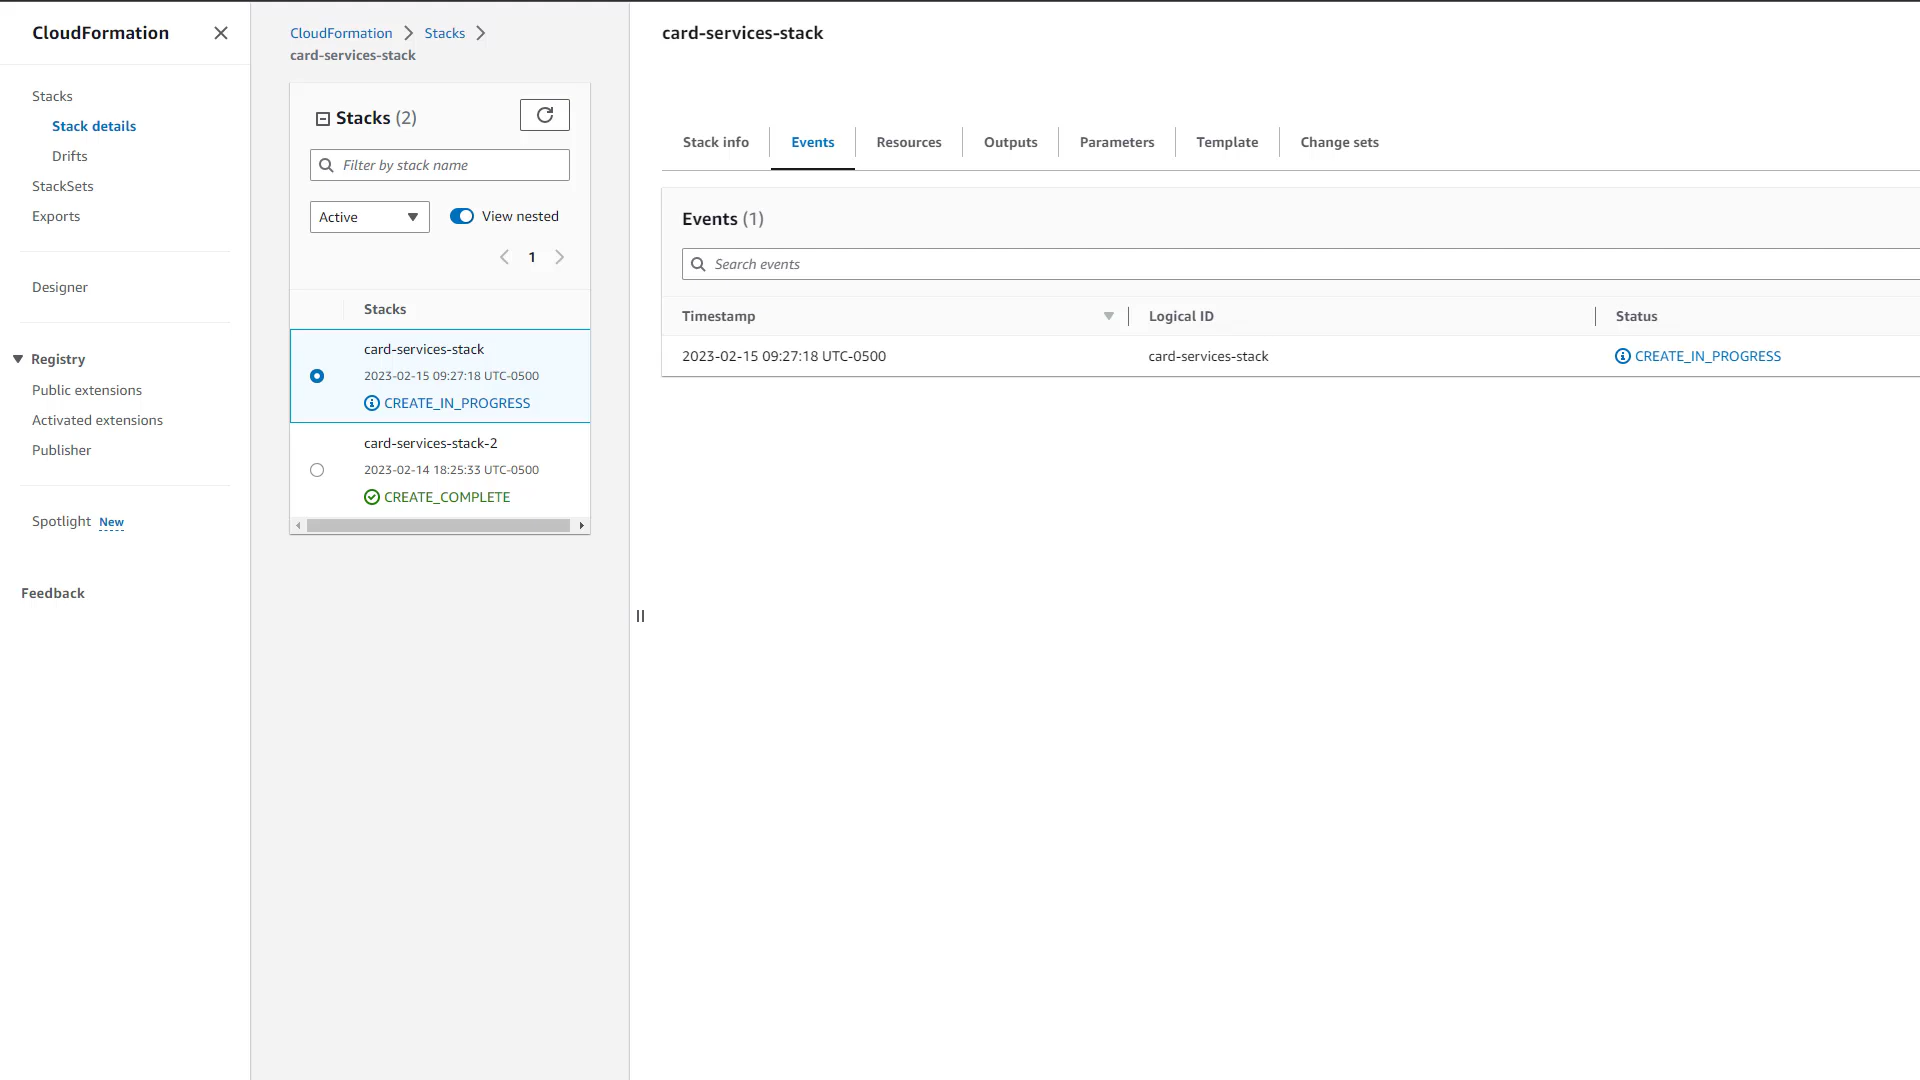 CloudFormation
Stacks
Stack details
Drifts
StackSets
Exports
Designer
Registry
Public extensions
Activated extensions
Publisher
Spotlight New
Feedback
CloudFormation Stacks
card-services-stack
Stacks (2)
Filter by stack name
Active View nested
1
Stacks
card-services-stack
2023-02-15 09:27:18 UTC-0500
CREATE_IN_PROGRESS
card-services-stack-2
2023-02-14 18:25:33 UTC-0500
CREATE_COMPLETE
card-services-stack
Stack info Events Resources Outputs Parameters Template Change sets
Events (1)
Search events
Timestamp Logical ID Status
2023-02-15 09:27:18 UTC-0500 card-services-stack CREATE_IN_PROGRESS